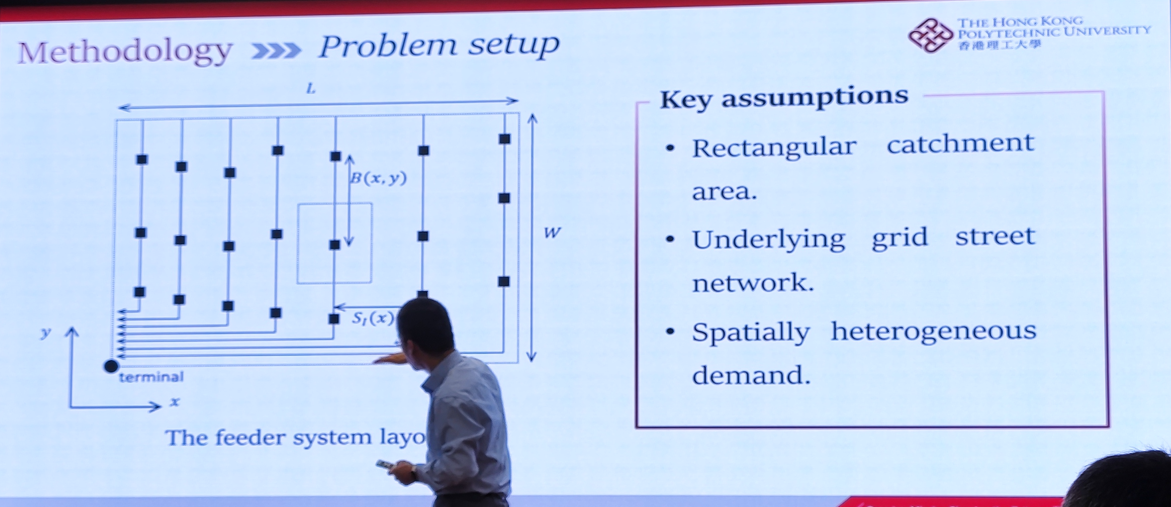 Methodology >>> Problem setup
THE HONG KONG
POLYTECHNIC UNIVERSITY
香港理工大學
L
B(x, y)
W
S_l(x)
y
terminal
x
The feeder system layo
Key assumptions
• Rectangular catchment
area.
• Underlying grid street
network.
• Spatially heterogeneous
demand.